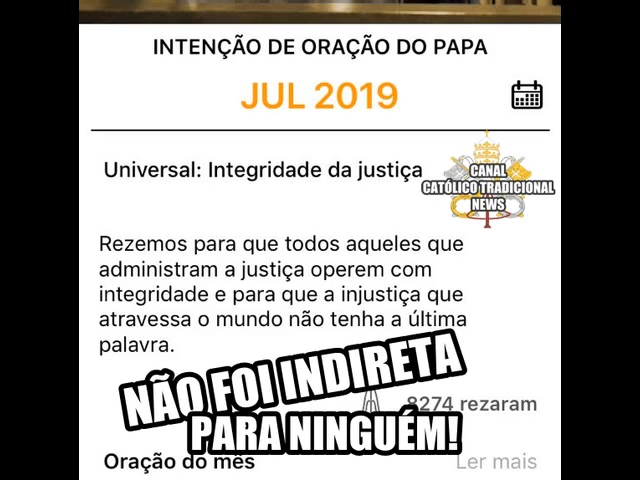 INTENÇÃO DE ORAÇÃO DO PAPA
JUL 2019
Universal: Integridade da justiça
CANAL
CATÓLICO TRADICIONAL
NEWS
Rezemos para que todos aqueles que
administram a justiça operem com
integridade e para que a injustiça que
atravessa o mundo não tenha a última
palavra.
NÃO FOI INDIRETA
8274 rezaram
PARA NINGUÉM!
Oração do mês
Ler mais